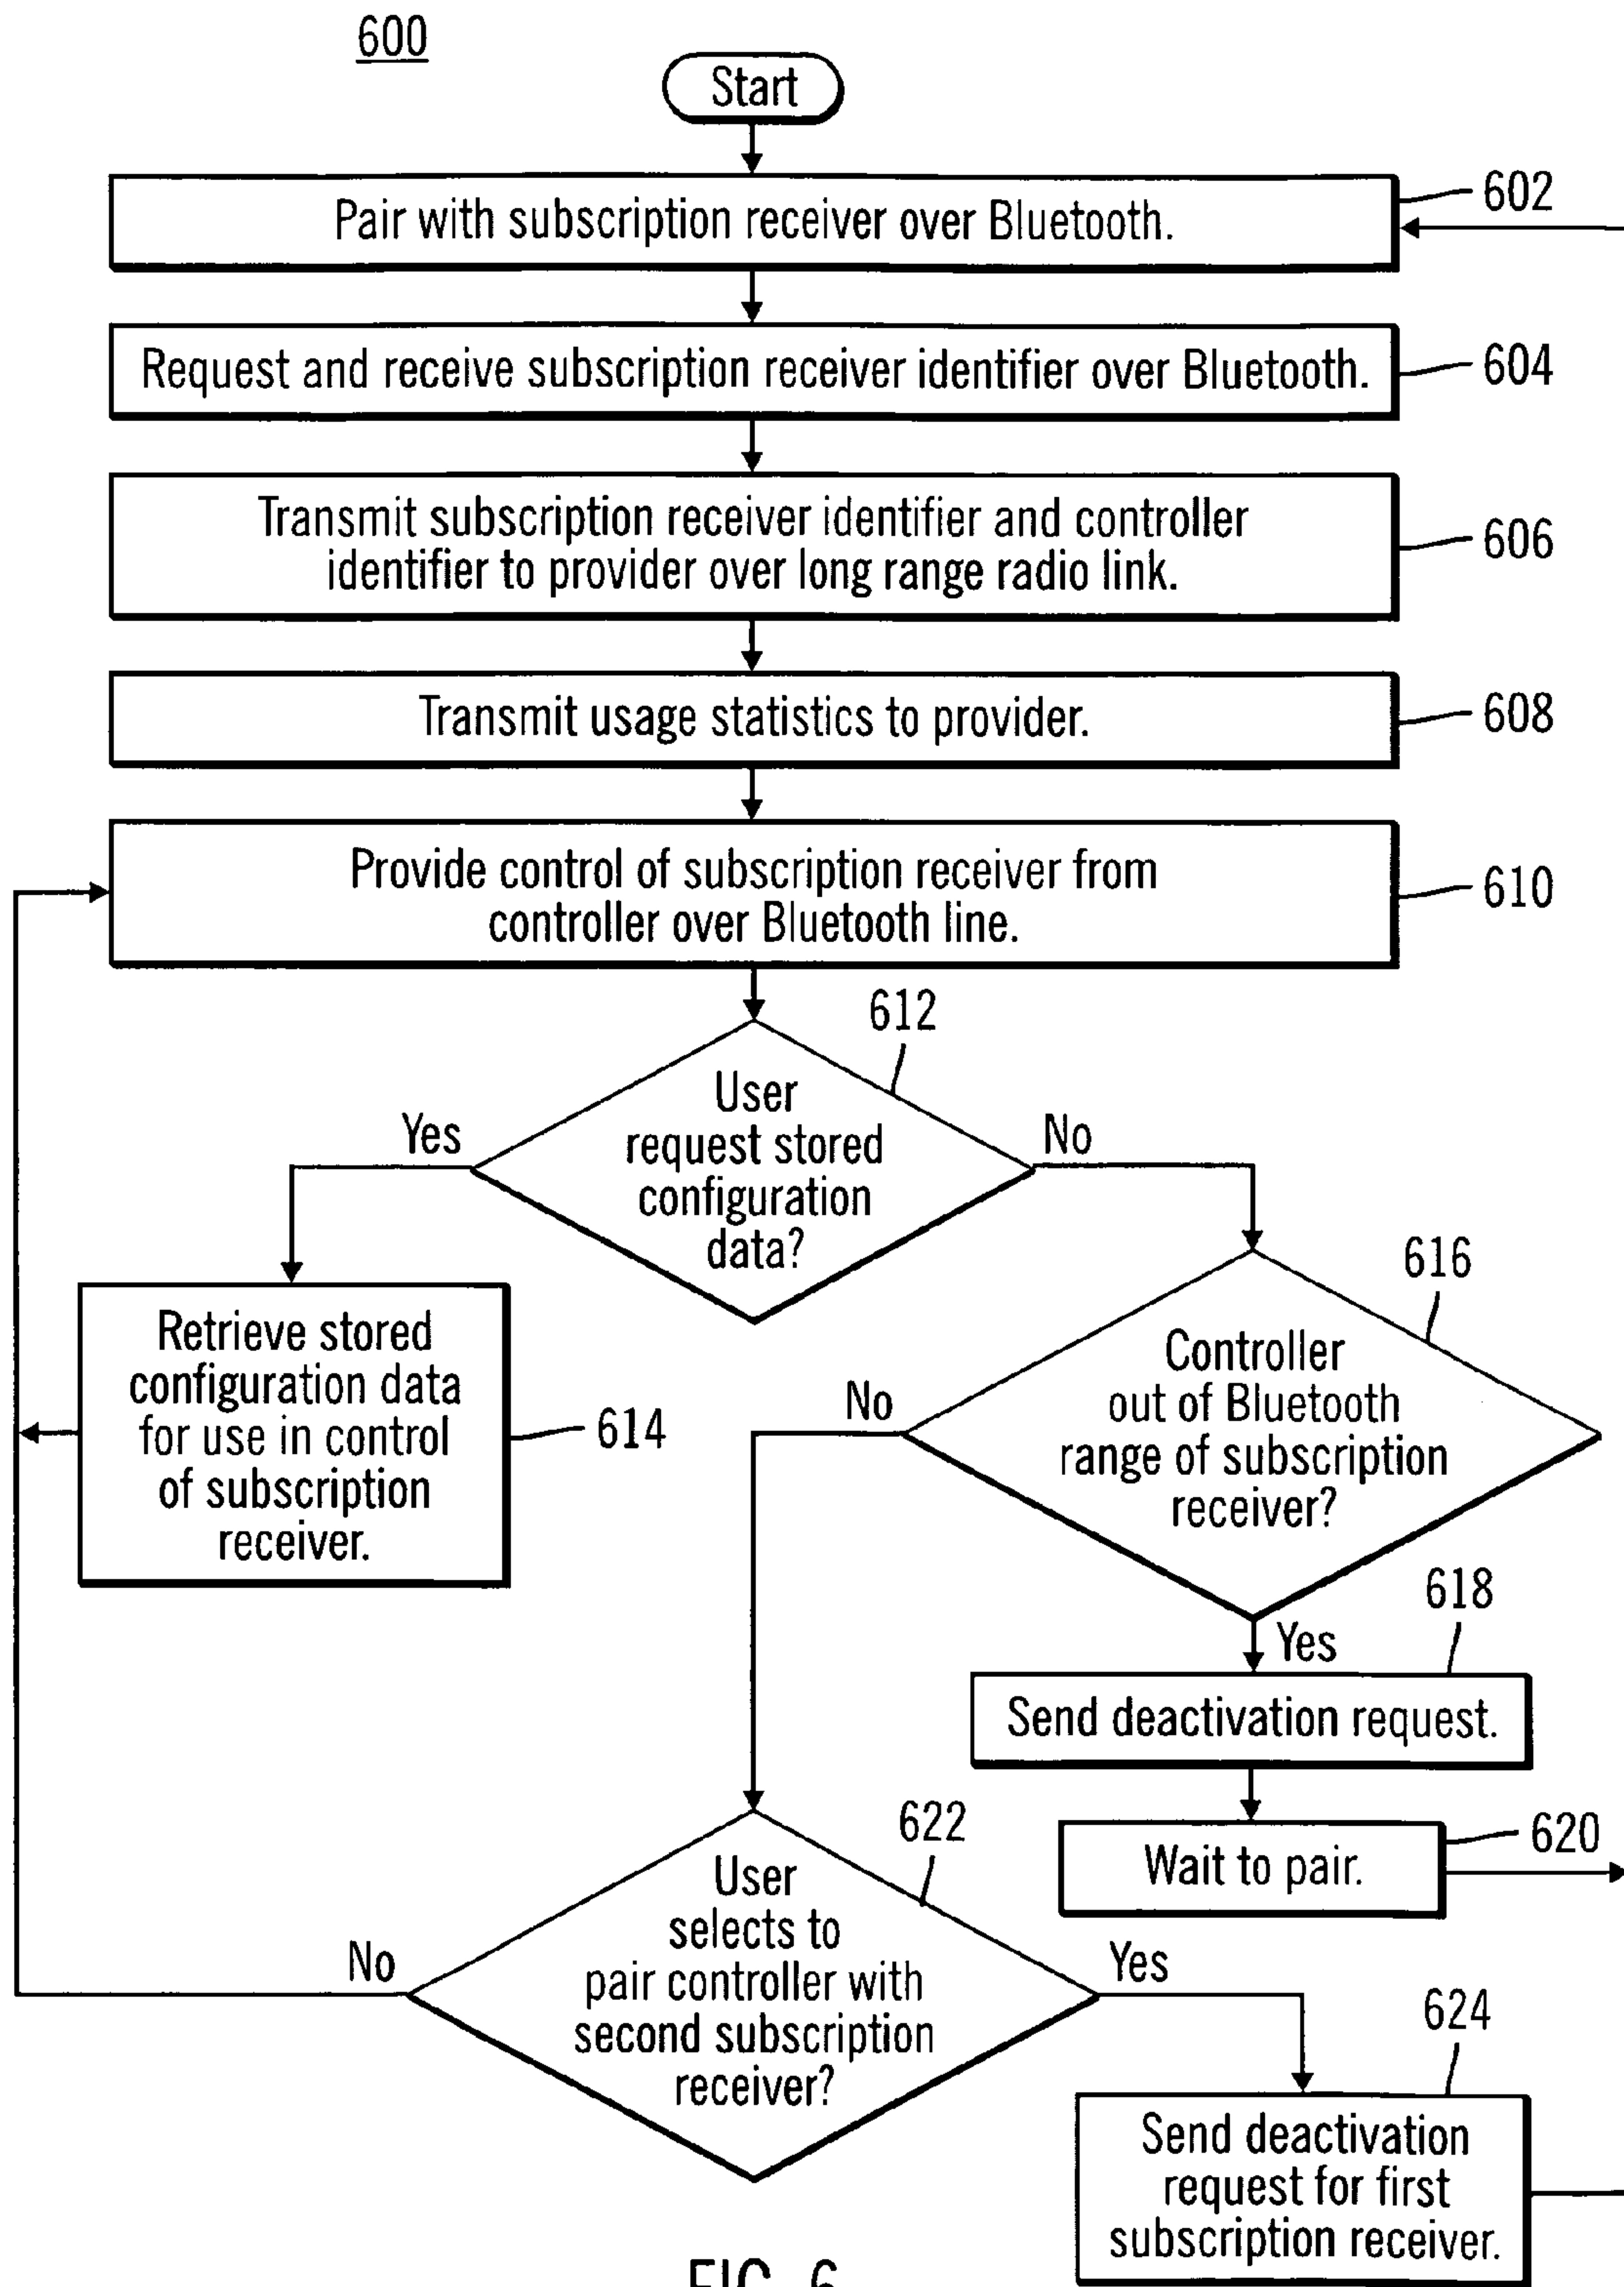 600
Start
Pair with subscription receiver over Bluetooth.
602
Request and receive subscription receiver identifier over Bluetooth.
604
Transmit subscription receiver identifier and controller
identifier to provider over long range radio link.
606
Transmit usage statistics to provider.
608
Provide control of subscription receiver from
controller over Bluetooth line.
610
612
User
request stored
configuration
data?
Yes
No
Retrieve stored
configuration data
for use in control
of subscription
receiver.
614
616
Controller
out of Bluetooth
range of subscription
receiver?
No
Yes
618
Send deactivation request.
620
Wait to pair.
622
User
selects to
pair controller with
second subscription
receiver?
No
Yes
624
Send deactivation
request for first
subscription receiver.
FIG. 6